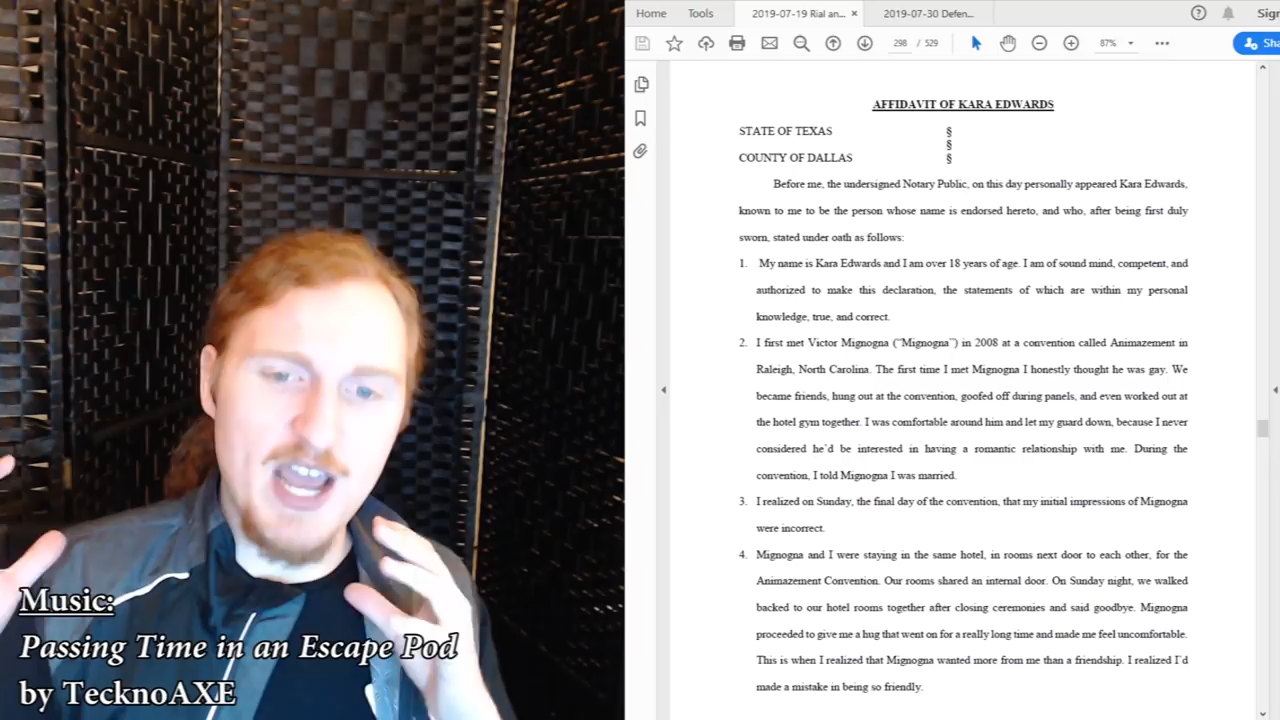 Home Tools 2019-07-19 Rial an... × 2019-07-30 Defen... Sign
298 / 529 87% ••• Sha
AFFIDAVIT OF KARA EDWARDS
STATE OF TEXAS §
§
COUNTY OF DALLAS §
Before me, the undersigned Notary Public, on this day personally appeared Kara Edwards,
known to me to be the person whose name is endorsed hereto, and who, after being first duly
sworn, stated under oath as follows:
1. My name is Kara Edwards and I am over 18 years of age. I am of sound mind, competent, and
authorized to make this declaration, the statements of which are within my personal
knowledge, true, and correct.
2. I first met Victor Mignogna ("Mignogna") in 2008 at a convention called Animazement in
Raleigh, North Carolina. The first time I met Mignogna I honestly thought he was gay. We
became friends, hung out at the convention, goofed off during panels, and even worked out at
the hotel gym together. I was comfortable around him and let my guard down, because I never
considered he'd be interested in having a romantic relationship with me. During the
convention, I told Mignogna I was married.
3. I realized on Sunday, the final day of the convention, that my initial impressions of Mignogna
were incorrect.
4. Mignogna and I were staying in the same hotel, in rooms next door to each other, for the
Animazement Convention. Our rooms shared an internal door. On Sunday night, we walked
backed to our hotel rooms together after closing ceremonies and said goodbye. Mignogna
proceeded to give me a hug that went on for a really long time and made me feel uncomfortable.
This is when I realized that Mignogna wanted more from me than a friendship. I realized I'd
made a mistake in being so friendly.
Music:
Passing Time in an Escape Pod
by TecknoAXE